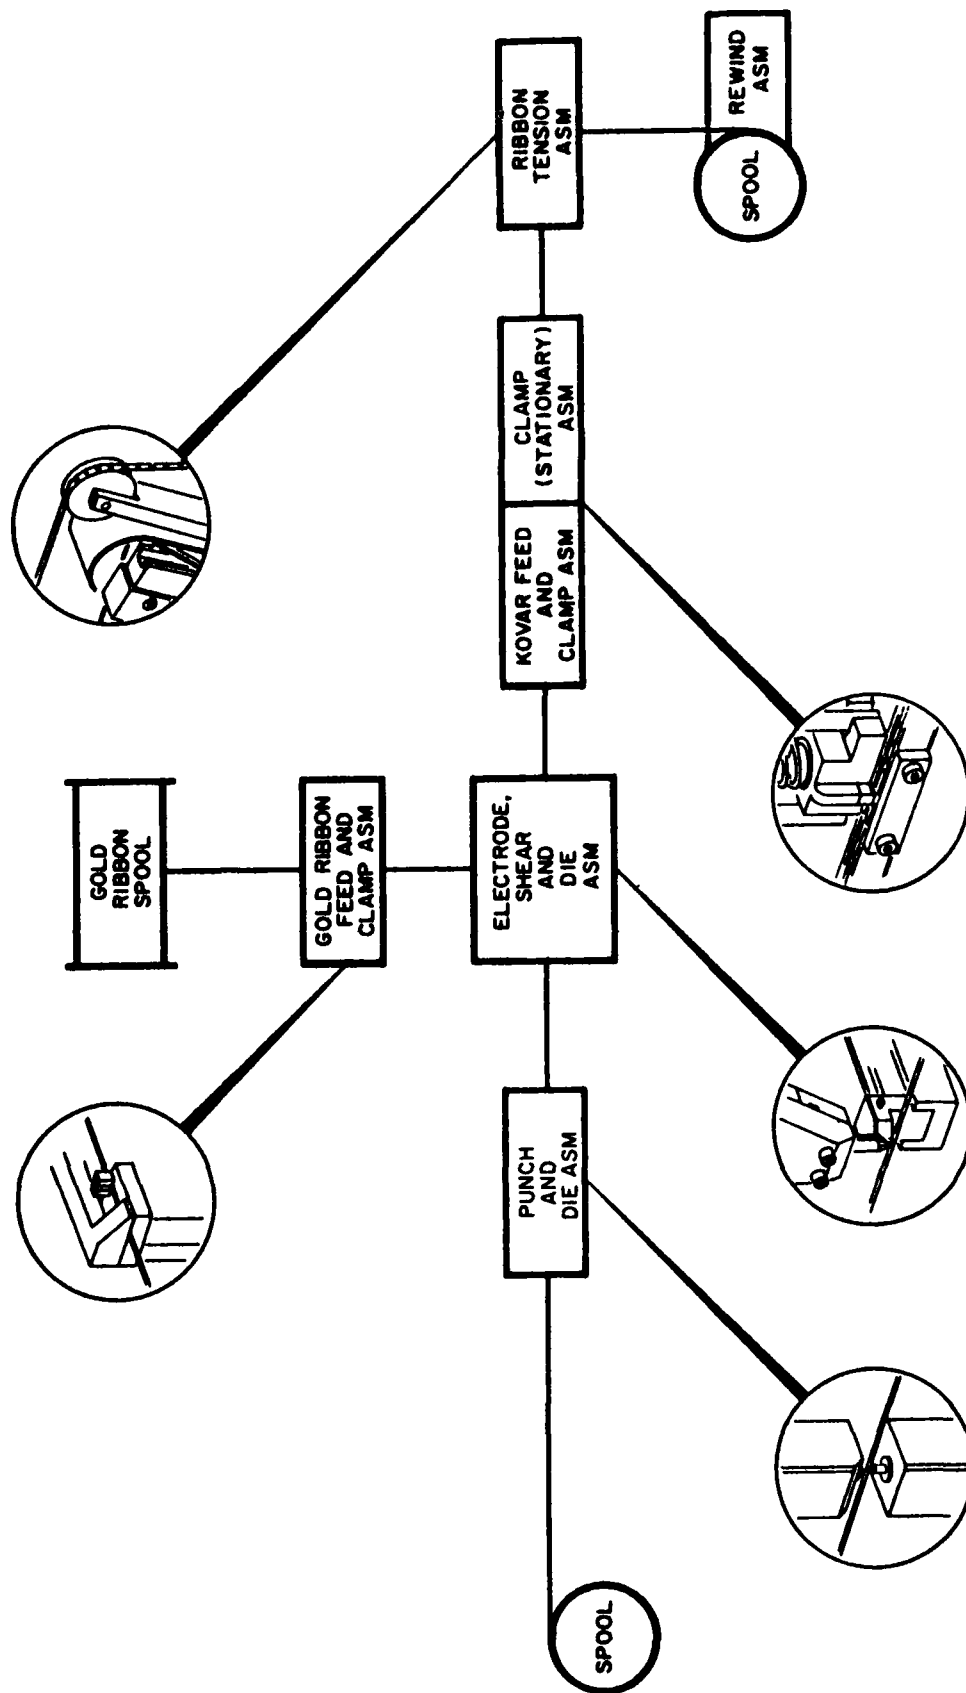 GOLD
RIBBON
SPOOL
GOLD RIBBON
FEED AND
CLAMP ASM
SPOOL
PUNCH
AND
DIE ASM
ELECTRODE,
SHEAR
AND
DIE
ASM
KOVAR FEED
AND
CLAMP ASM
CLAMP
(STATIONARY)
ASM
RIBBON
TENSION
ASM
SPOOL
REWIND
ASM